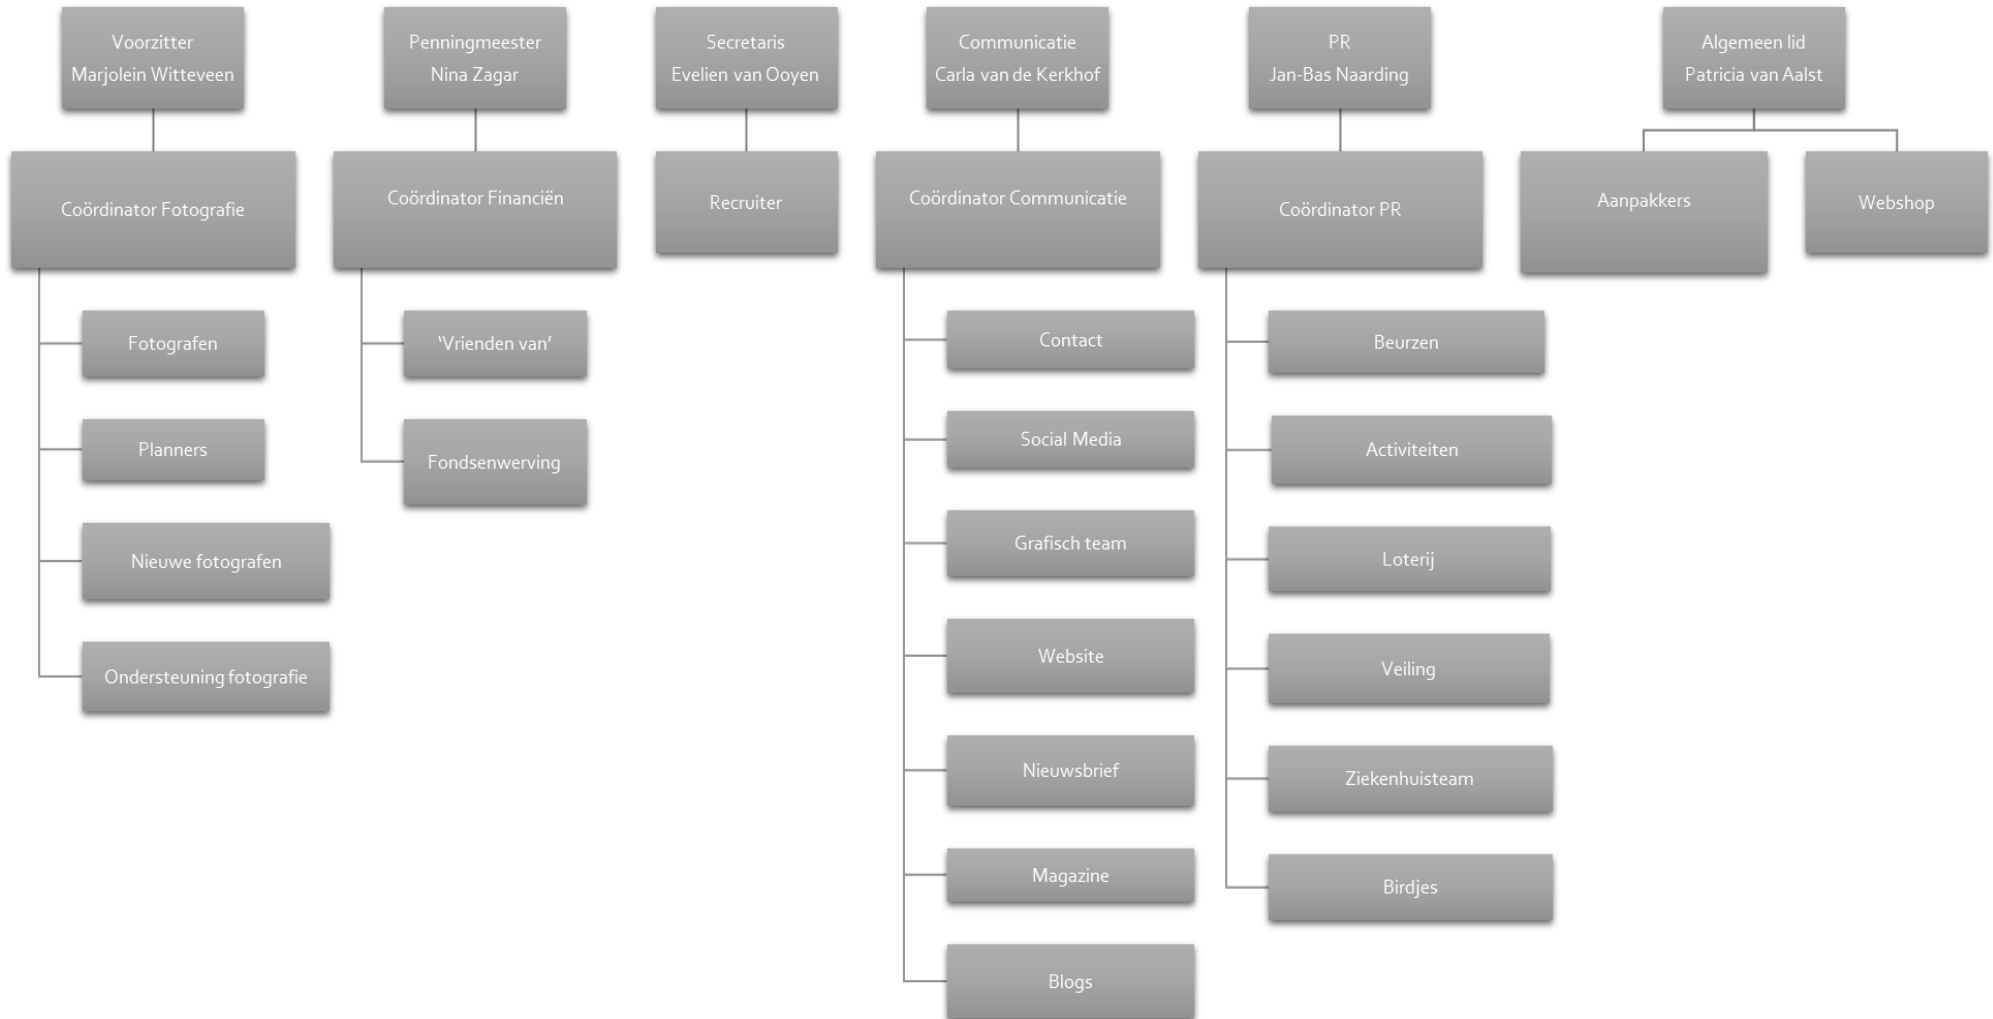 Voorzitter
Marjolein Witteveen
Penningmeester
Nina Zagar
Secretaris
Evelien van Ooyen
Communicatie
Carla van de Kerkhof
PR
Jan-Bas Naarding
Algemeen lid
Patricia van Aalst
Coördinator Fotografie
Coördinator Financiën
Recruiter
Coördinator Communicatie
Coördinator PR
Aanpakkers
Webshop
Fotografen
Planners
Nieuwe fotografen
Ondersteuning fotografie
‘Vrienden van’
Fondsenwerving
Contact
Social Media
Grafisch team
Website
Nieuwsbrief
Magazine
Blogs
Beurzen
Activiteiten
Loterij
Veiling
Ziekenhuisteam
Birdjes